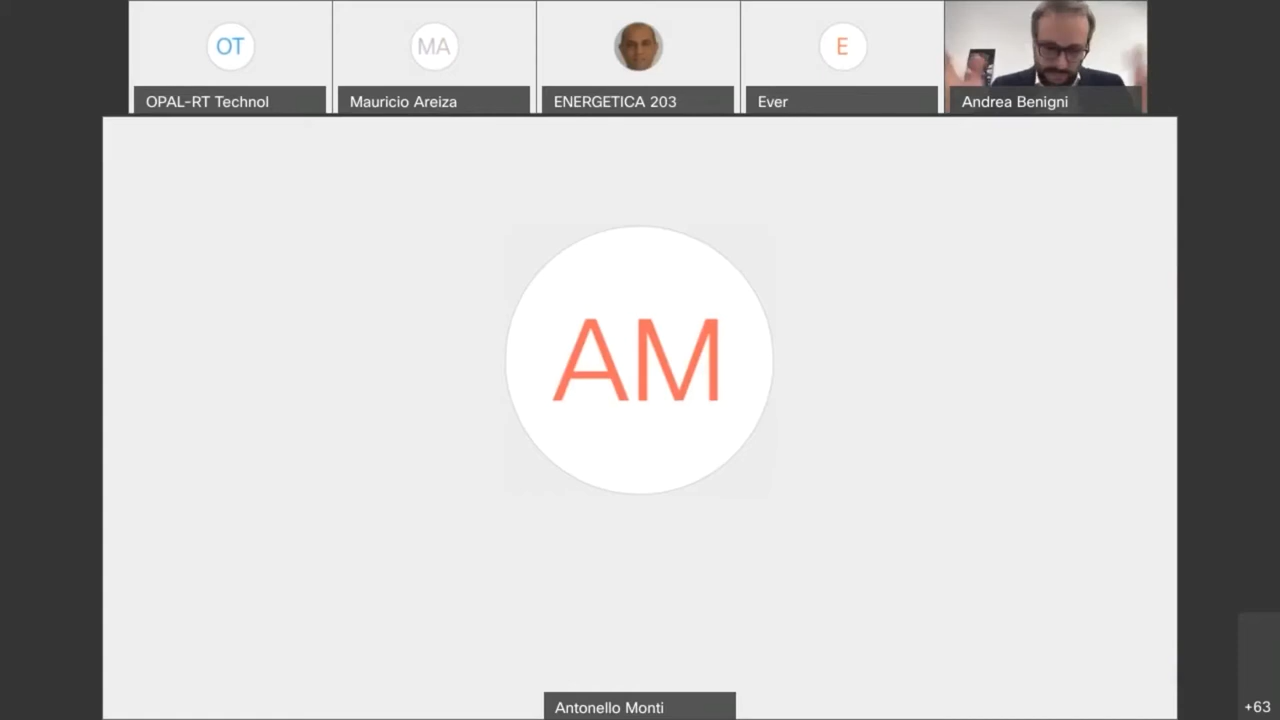 OT
MA
E
OPAL-RT Technol
Mauricio Areiza
ENERGETICA 203
Ever
Andrea Benigni
AM
Antonello Monti
+63